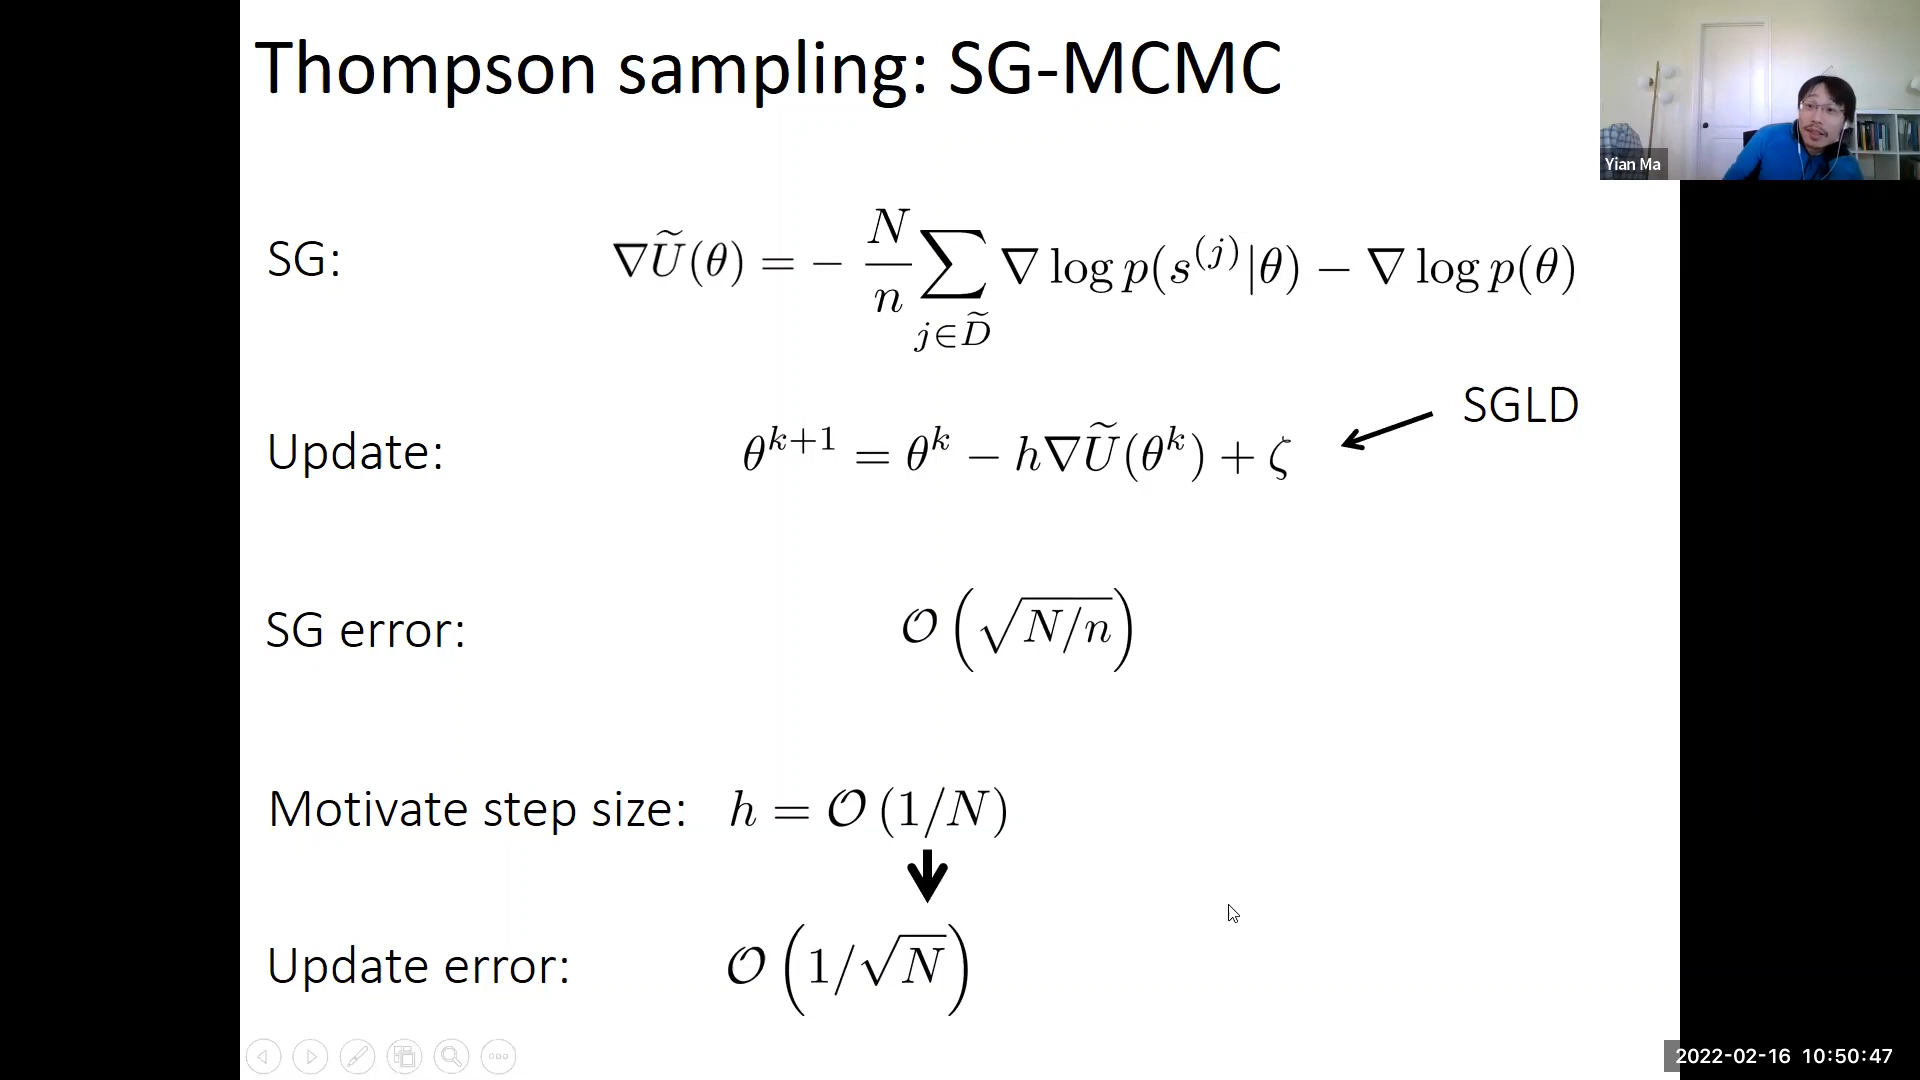 Thompson sampling: SG-MCMC
Yian Ma
SG: ∇Ũ(θ) = − N/n ∑_{j∈D̃} ∇ log p(s^{(j)}|θ) − ∇ log p(θ)
SGLD
Update: θ^{k+1} = θ^k − h∇Ũ(θ^k) + ζ
SG error: 𝒪(√(N/n))
Motivate step size: h = 𝒪(1/N)
Update error: 𝒪(1/√N)
2022-02-16 10:50:47